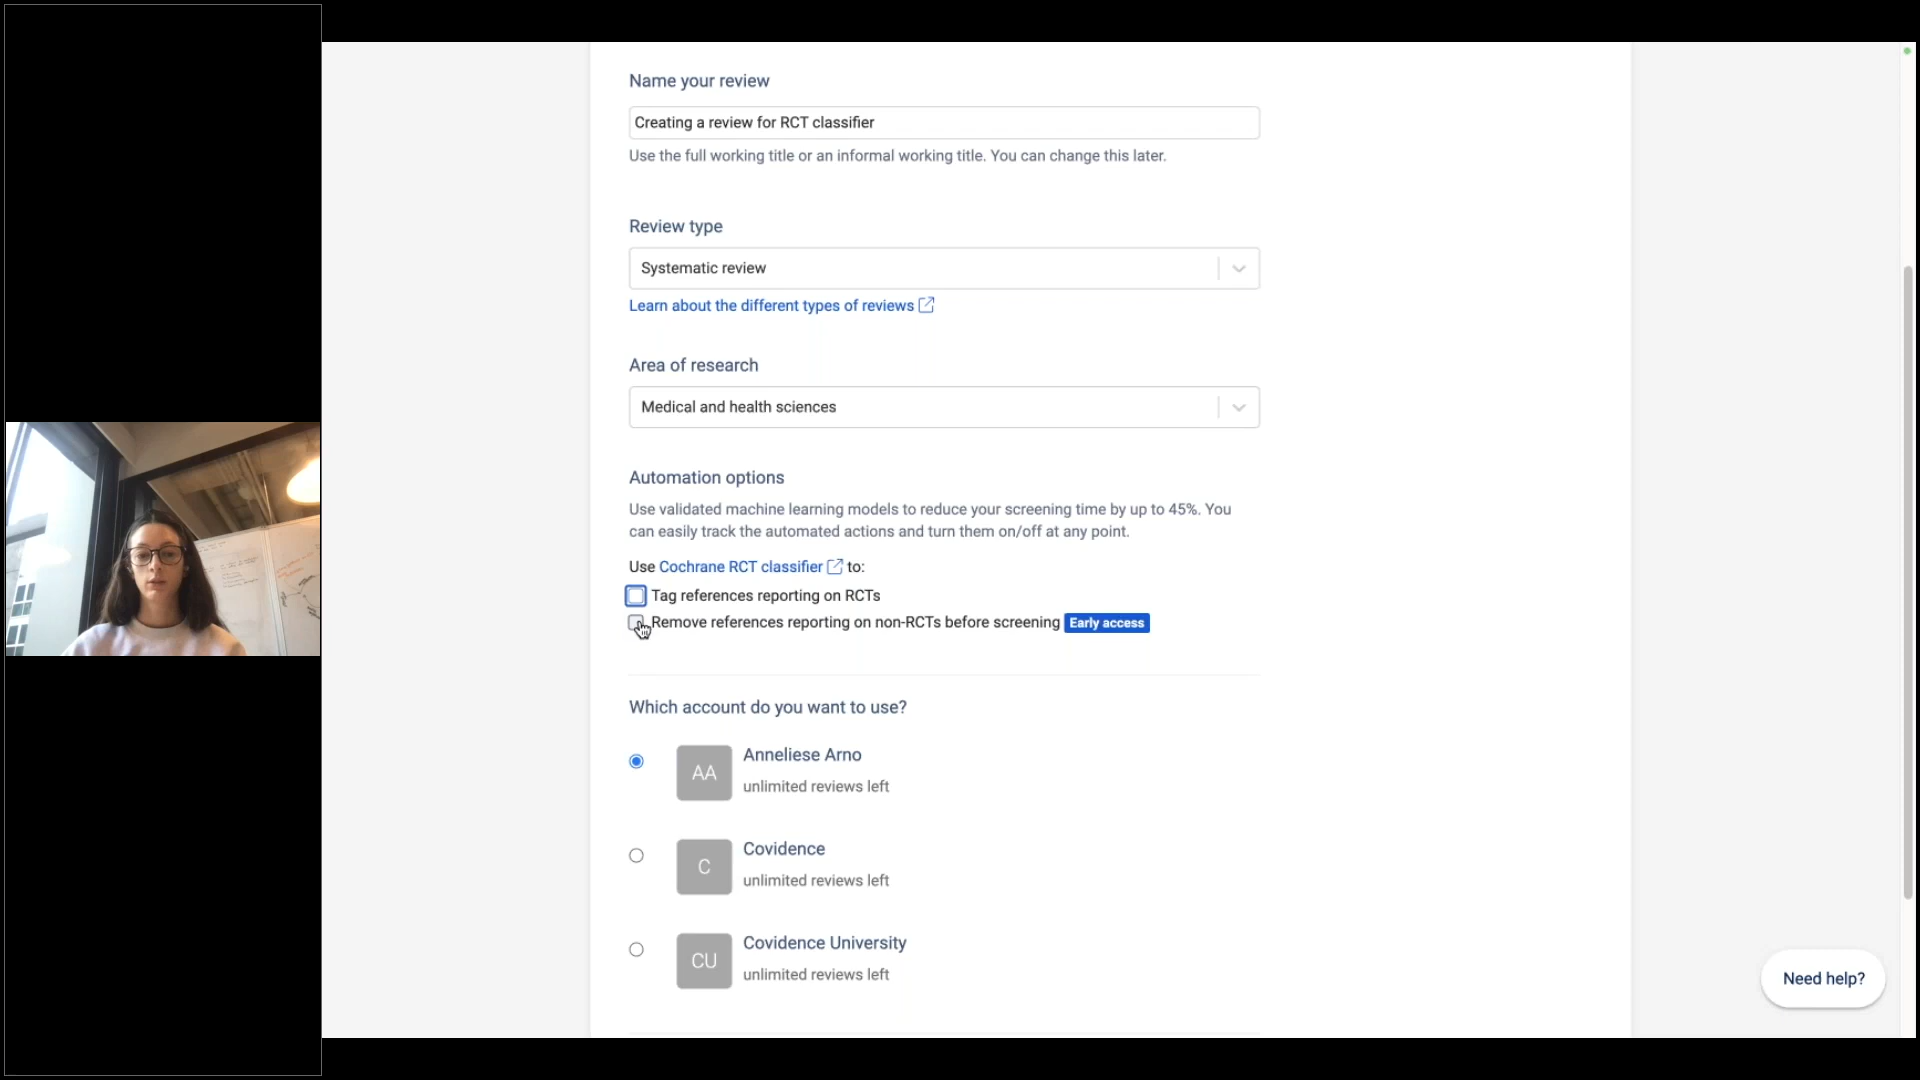 Name your review
Creating a review for RCT classifier
Use the full working title or an informal working title. You can change this later.
Review type
Systematic review
Learn about the different types of reviews
Area of research
Medical and health sciences
Automation options
Use validated machine learning models to reduce your screening time by up to 45%. You
can easily track the automated actions and turn them on/off at any point.
Use Cochrane RCT classifier to:
Tag references reporting on RCTs
Remove references reporting on non-RCTs before screening Early access
Which account do you want to use?
AA
Anneliese Arno
unlimited reviews left
C
Covidence
unlimited reviews left
CU
Covidence University
unlimited reviews left
Need help?